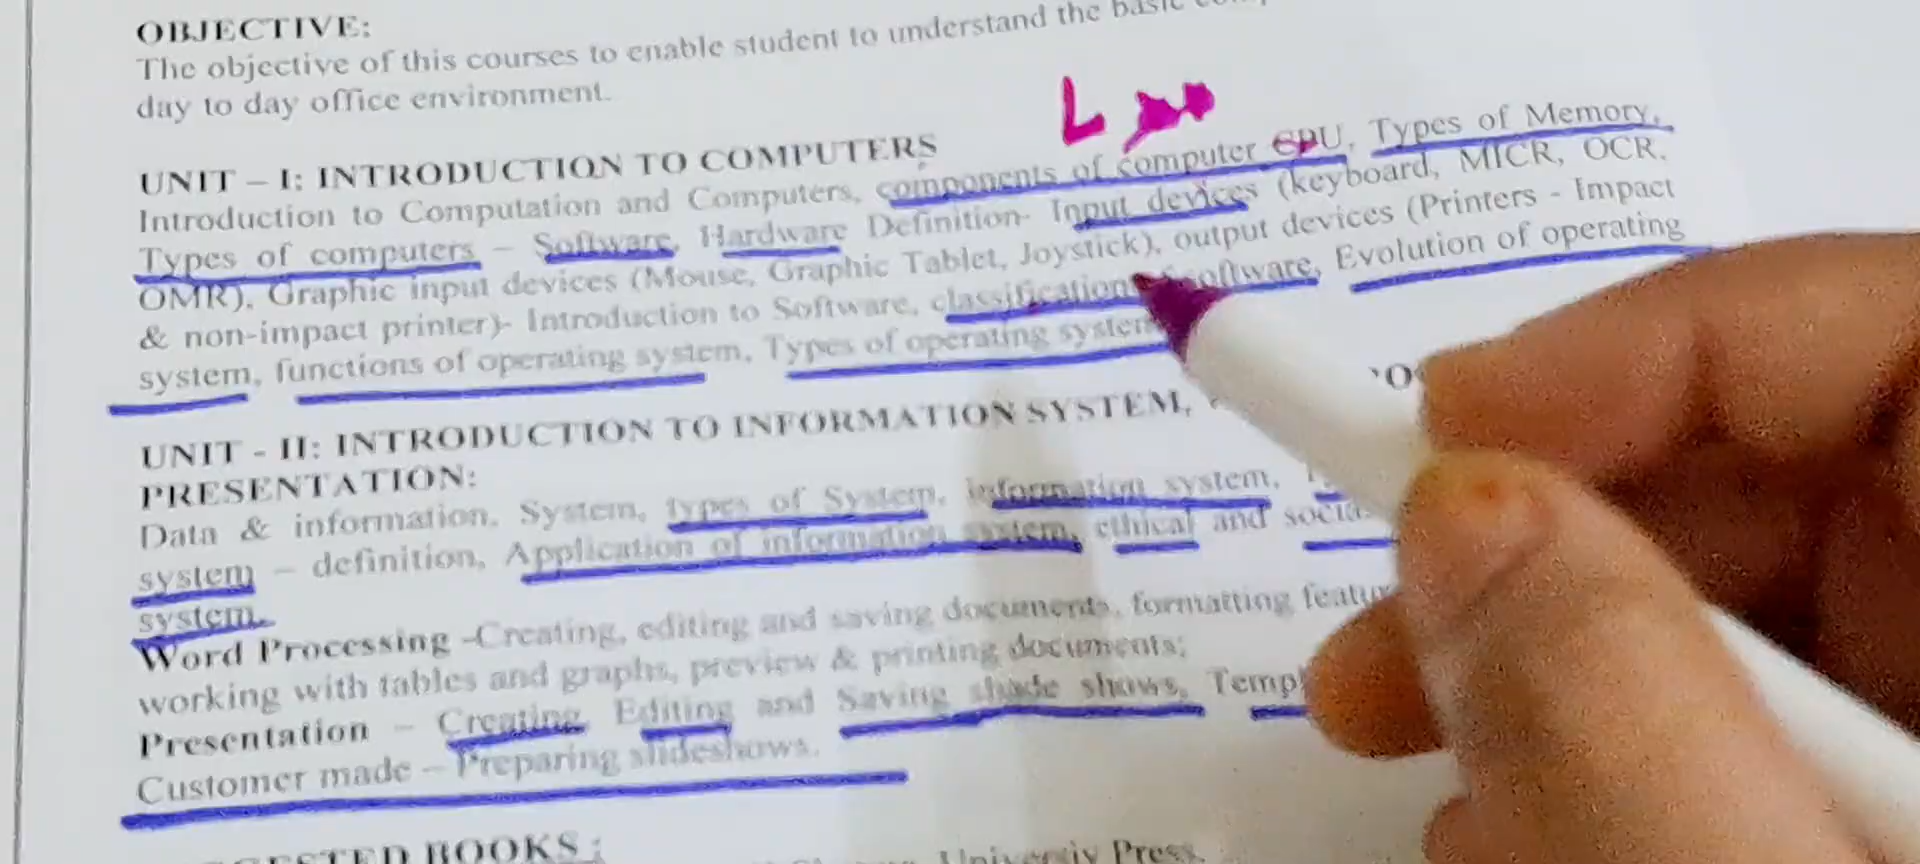 OBJECTIVE:
The objective of this courses to enable student to understand the basic
day to day office environment.
UNIT – I: INTRODUCTION TO COMPUTERS
Introduction to Computation and Computers, components of computer CPU, Types of Memory,
Types of computers – Software, Hardware Definition- Input devices (keyboard, MICR, OCR,
OMR), Graphic input devices (Mouse, Graphic Tablet, Joystick), output devices (Printers - Impact
& non-impact printer)- Introduction to Software, classification software, Evolution of operating
system, functions of operating system, Types of operating system
UNIT - II: INTRODUCTION TO INFORMATION SYSTEM,
PRESENTATION:
Data & information, System, types of System, information system,
system – definition, Application of information system, ethical and
system.
Word Processing -Creating, editing and saving documents, formatting
working with tables and graphs, preview & printing documents;
Presentation – Creating, Editing and Saving shade shows,
Customer made – Preparing slideshows.
BOOKS :
Press.